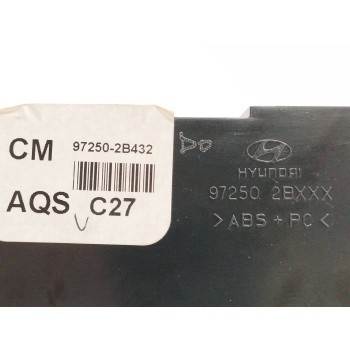 CM 97250-2B432
AQS C27
HYUNDAI
97250 2BXXX
>ABS+PC<